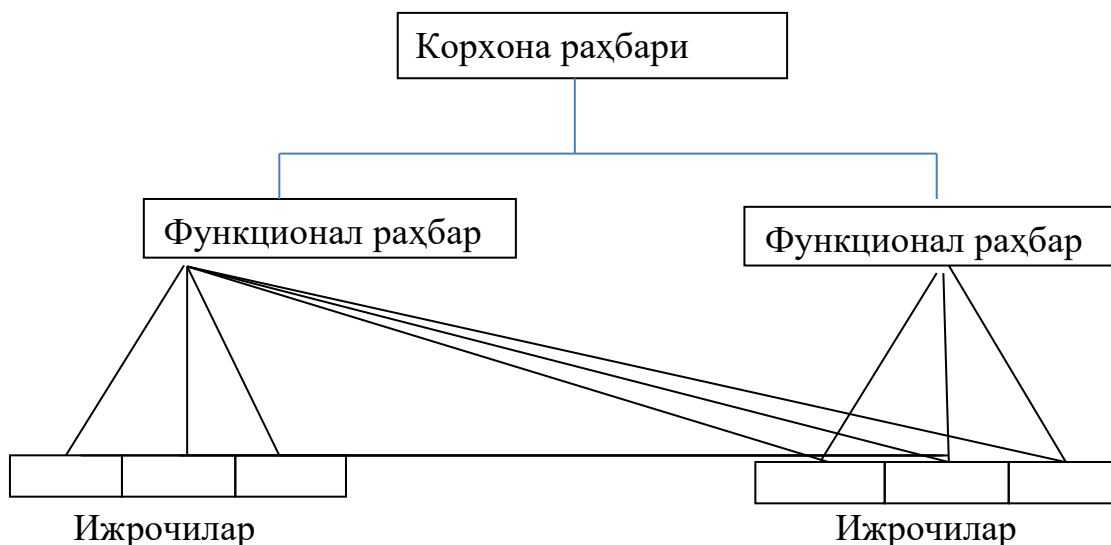 Корхона раҳбари
Функционал раҳбар
Функционал раҳбар
Ижрочилар
Ижрочилар